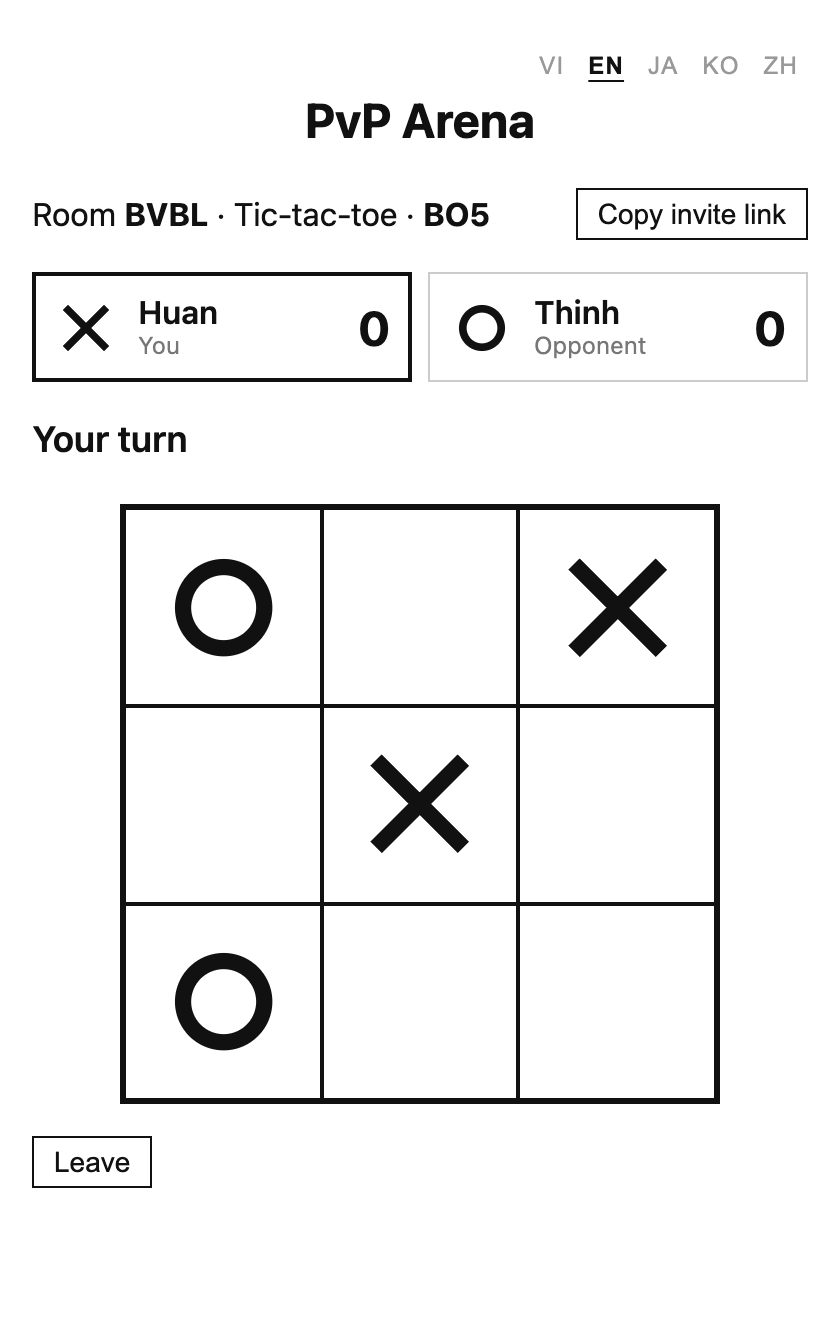 VI EN JA KO ZH
PvP Arena
Room BVBL · Tic-tac-toe · BO5
Copy invite link
Huan
You
0
Thinh
Opponent
0
Your turn
Leave